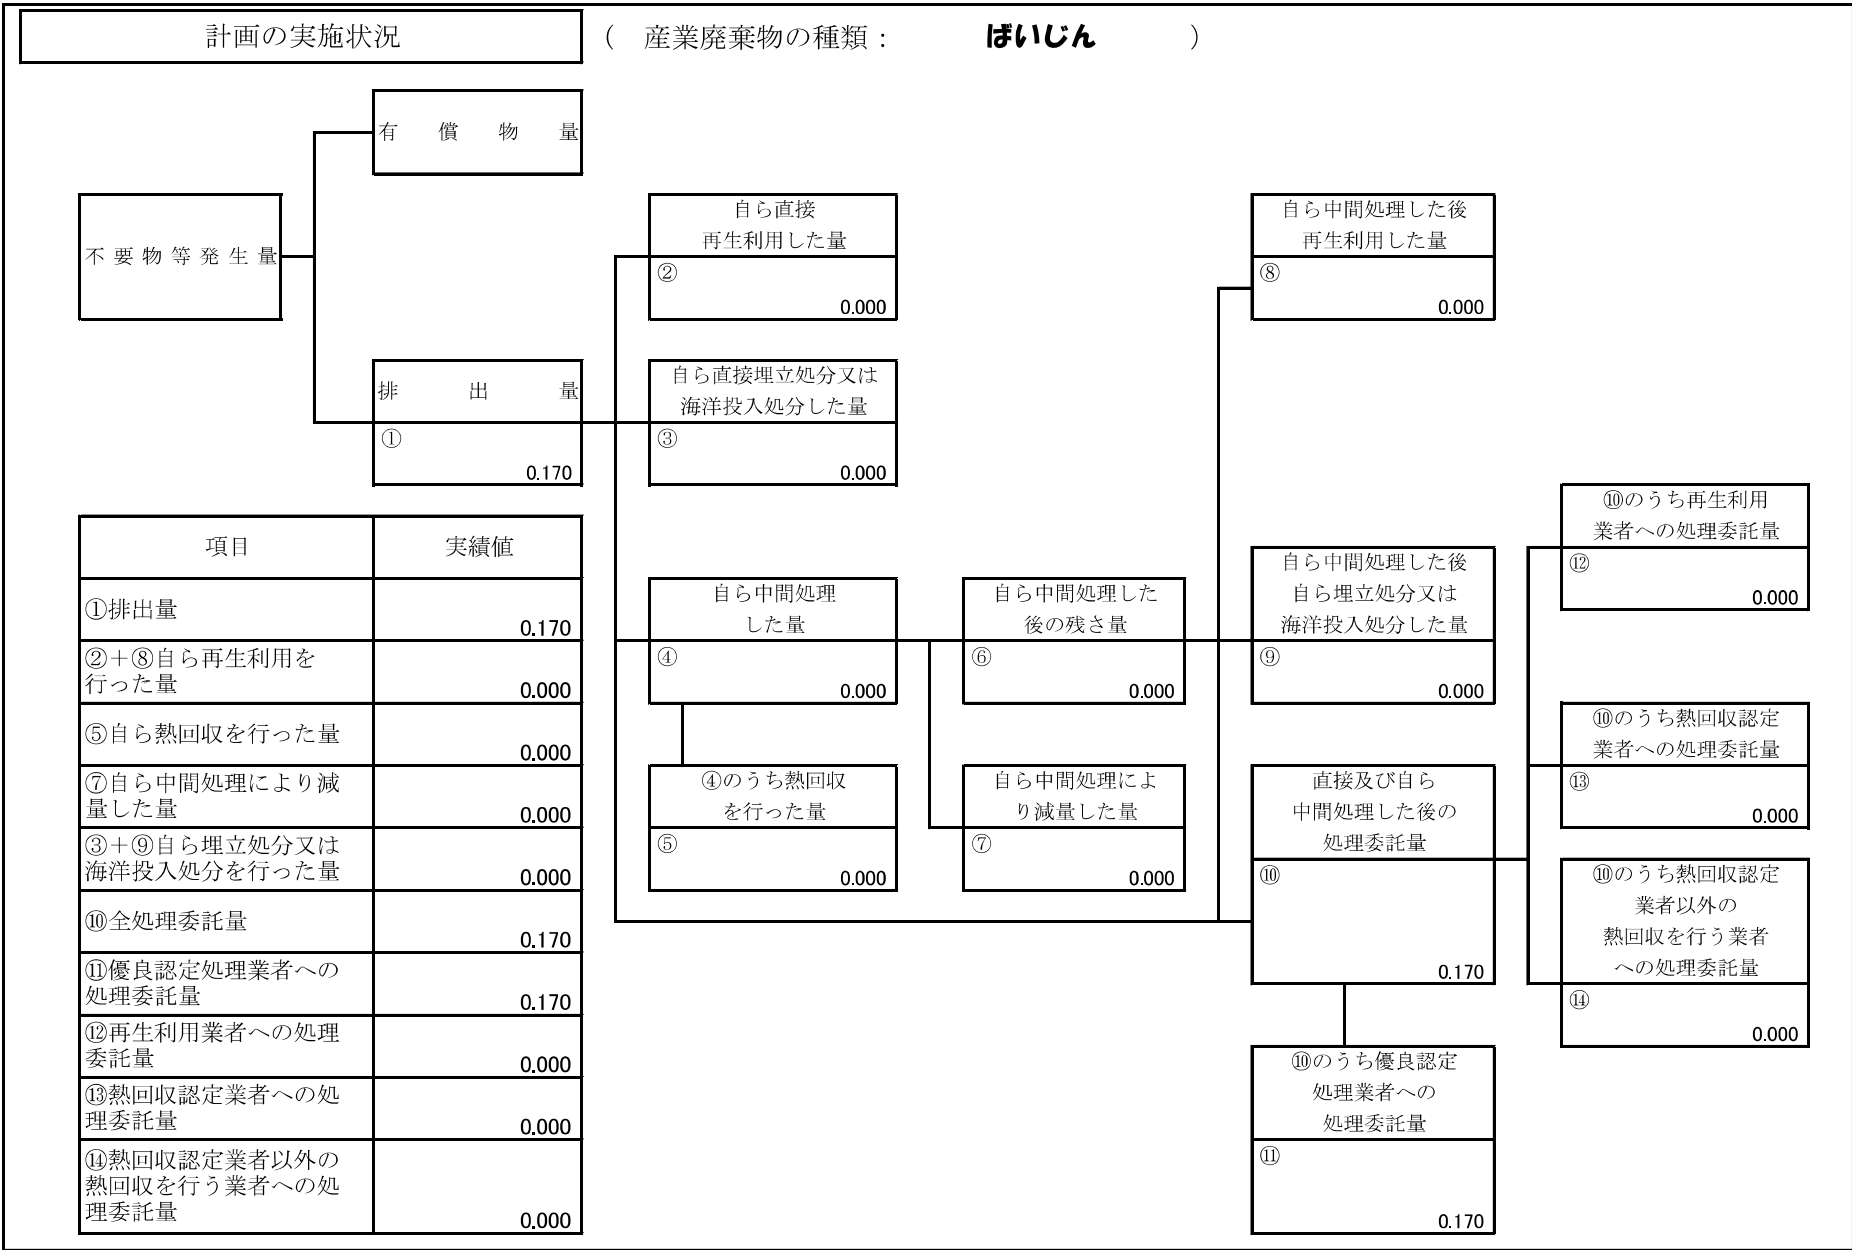 計画の実施状況 （ 産業廃棄物の種類： ばいじん ）
有償物量
不要物等発生量
排出量
①
0.170
自ら直接
再生利用した量
②
0.000
自ら直接埋立処分又は
海洋投入処分した量
③
0.000
自ら中間処理
した量
④
0.000
④のうち熱回収
を行った量
⑤
0.000
自ら中間処理した
後の残さ量
⑥
0.000
自ら中間処理によ
り減量した量
⑦
0.000
自ら中間処理した後
再生利用した量
⑧
0.000
自ら中間処理した後
自ら埋立処分又は
海洋投入処分した量
⑨
0.000
直接及び自ら
中間処理した後の
処理委託量
⑩
0.170
⑩のうち優良認定
処理業者への
処理委託量
⑪
0.170
⑩のうち再生利用
業者への処理委託量
⑫
0.000
⑩のうち熱回収認定
業者への処理委託量
⑬
0.000
⑩のうち熱回収認定
業者以外の
熱回収を行う業者
への処理委託量
⑭
0.000
項目 実績値
①排出量
0.170
②＋⑧自ら再生利用を
行った量
0.000
⑤自ら熱回収を行った量
0.000
⑦自ら中間処理により減
量した量
0.000
③＋⑨自ら埋立処分又は
海洋投入処分を行った量
0.000
⑩全処理委託量
0.170
⑪優良認定処理業者への
処理委託量
0.170
⑫再生利用業者への処理
委託量
0.000
⑬熱回収認定業者への処
理委託量
0.000
⑭熱回収認定業者以外の
熱回収を行う業者への処
理委託量
0.000